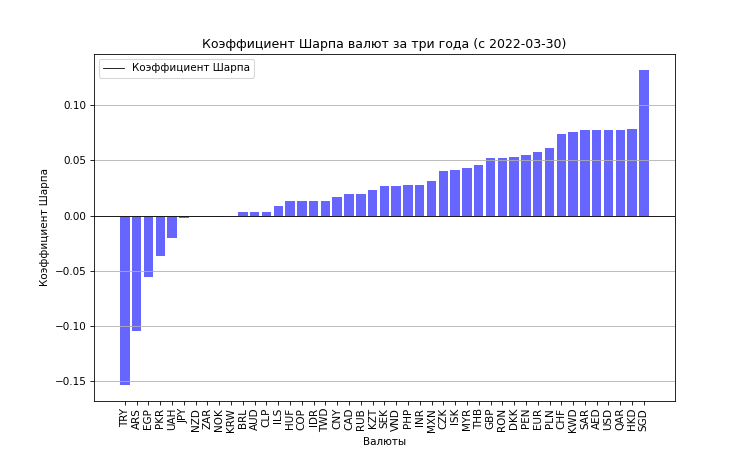 Коэффициент Шарпа валют за три года (с 2022-03-30)
Коэффициент Шарпа
0.10
0.05
0.00
−0.05
−0.10
−0.15
Коэффициент Шарпа
TRY
ARS
EGP
PKR
UAH
JPY
NZD
ZAR
NOK
KRW
BRL
AUD
CLP
ILS
HUF
COP
IDR
TWD
CNY
CAD
RUB
KZT
SEK
VND
PHP
INR
MXN
CZK
ISK
MYR
THB
GBP
RON
DKK
PEN
EUR
PLN
CHF
KWD
SAR
AED
USD
QAR
HKD
SGD
Валюты